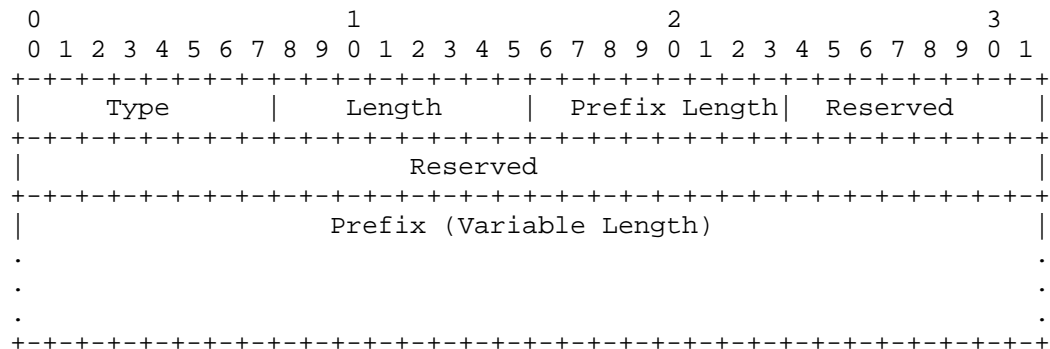 0                   1                   2                   3
 0 1 2 3 4 5 6 7 8 9 0 1 2 3 4 5 6 7 8 9 0 1 2 3 4 5 6 7 8 9 0 1
+-+-+-+-+-+-+-+-+-+-+-+-+-+-+-+-+-+-+-+-+-+-+-+-+-+-+-+-+-+-+-+-+
|     Type      |    Length     |  Prefix Length|  Reserved     |
+-+-+-+-+-+-+-+-+-+-+-+-+-+-+-+-+-+-+-+-+-+-+-+-+-+-+-+-+-+-+-+-+
|                        Reserved                               |
+-+-+-+-+-+-+-+-+-+-+-+-+-+-+-+-+-+-+-+-+-+-+-+-+-+-+-+-+-+-+-+-+
|                   Prefix (Variable Length)                    |
.                                                               .
.                                                               .
.                                                               .
+-+-+-+-+-+-+-+-+-+-+-+-+-+-+-+-+-+-+-+-+-+-+-+-+-+-+-+-+-+-+-+-+